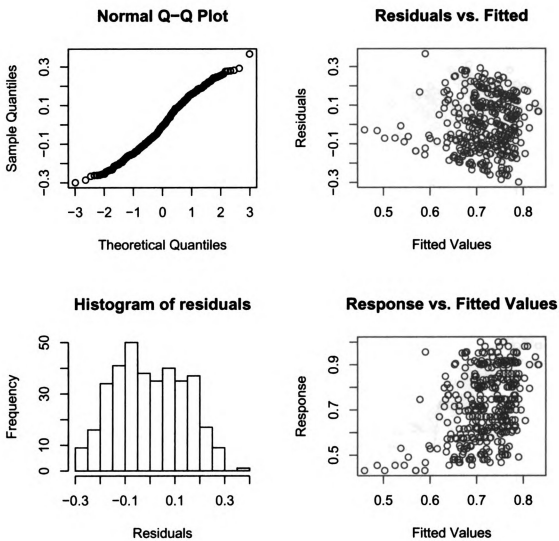 Normal Q−Q Plot
Sample Quantiles
−0.3 −0.1 0.1 0.3
−3 −2 −1 0 1 2 3
Theoretical Quantiles
Residuals vs. Fitted
Residuals
−0.3 −0.1 0.1 0.3
0.5 0.6 0.7 0.8
Fitted Values
Histogram of residuals
Frequency
0 10 30 50
−0.3 −0.1 0.1 0.3
Residuals
Response vs. Fitted Values
Response
0.5 0.7 0.9
0.5 0.6 0.7 0.8
Fitted Values